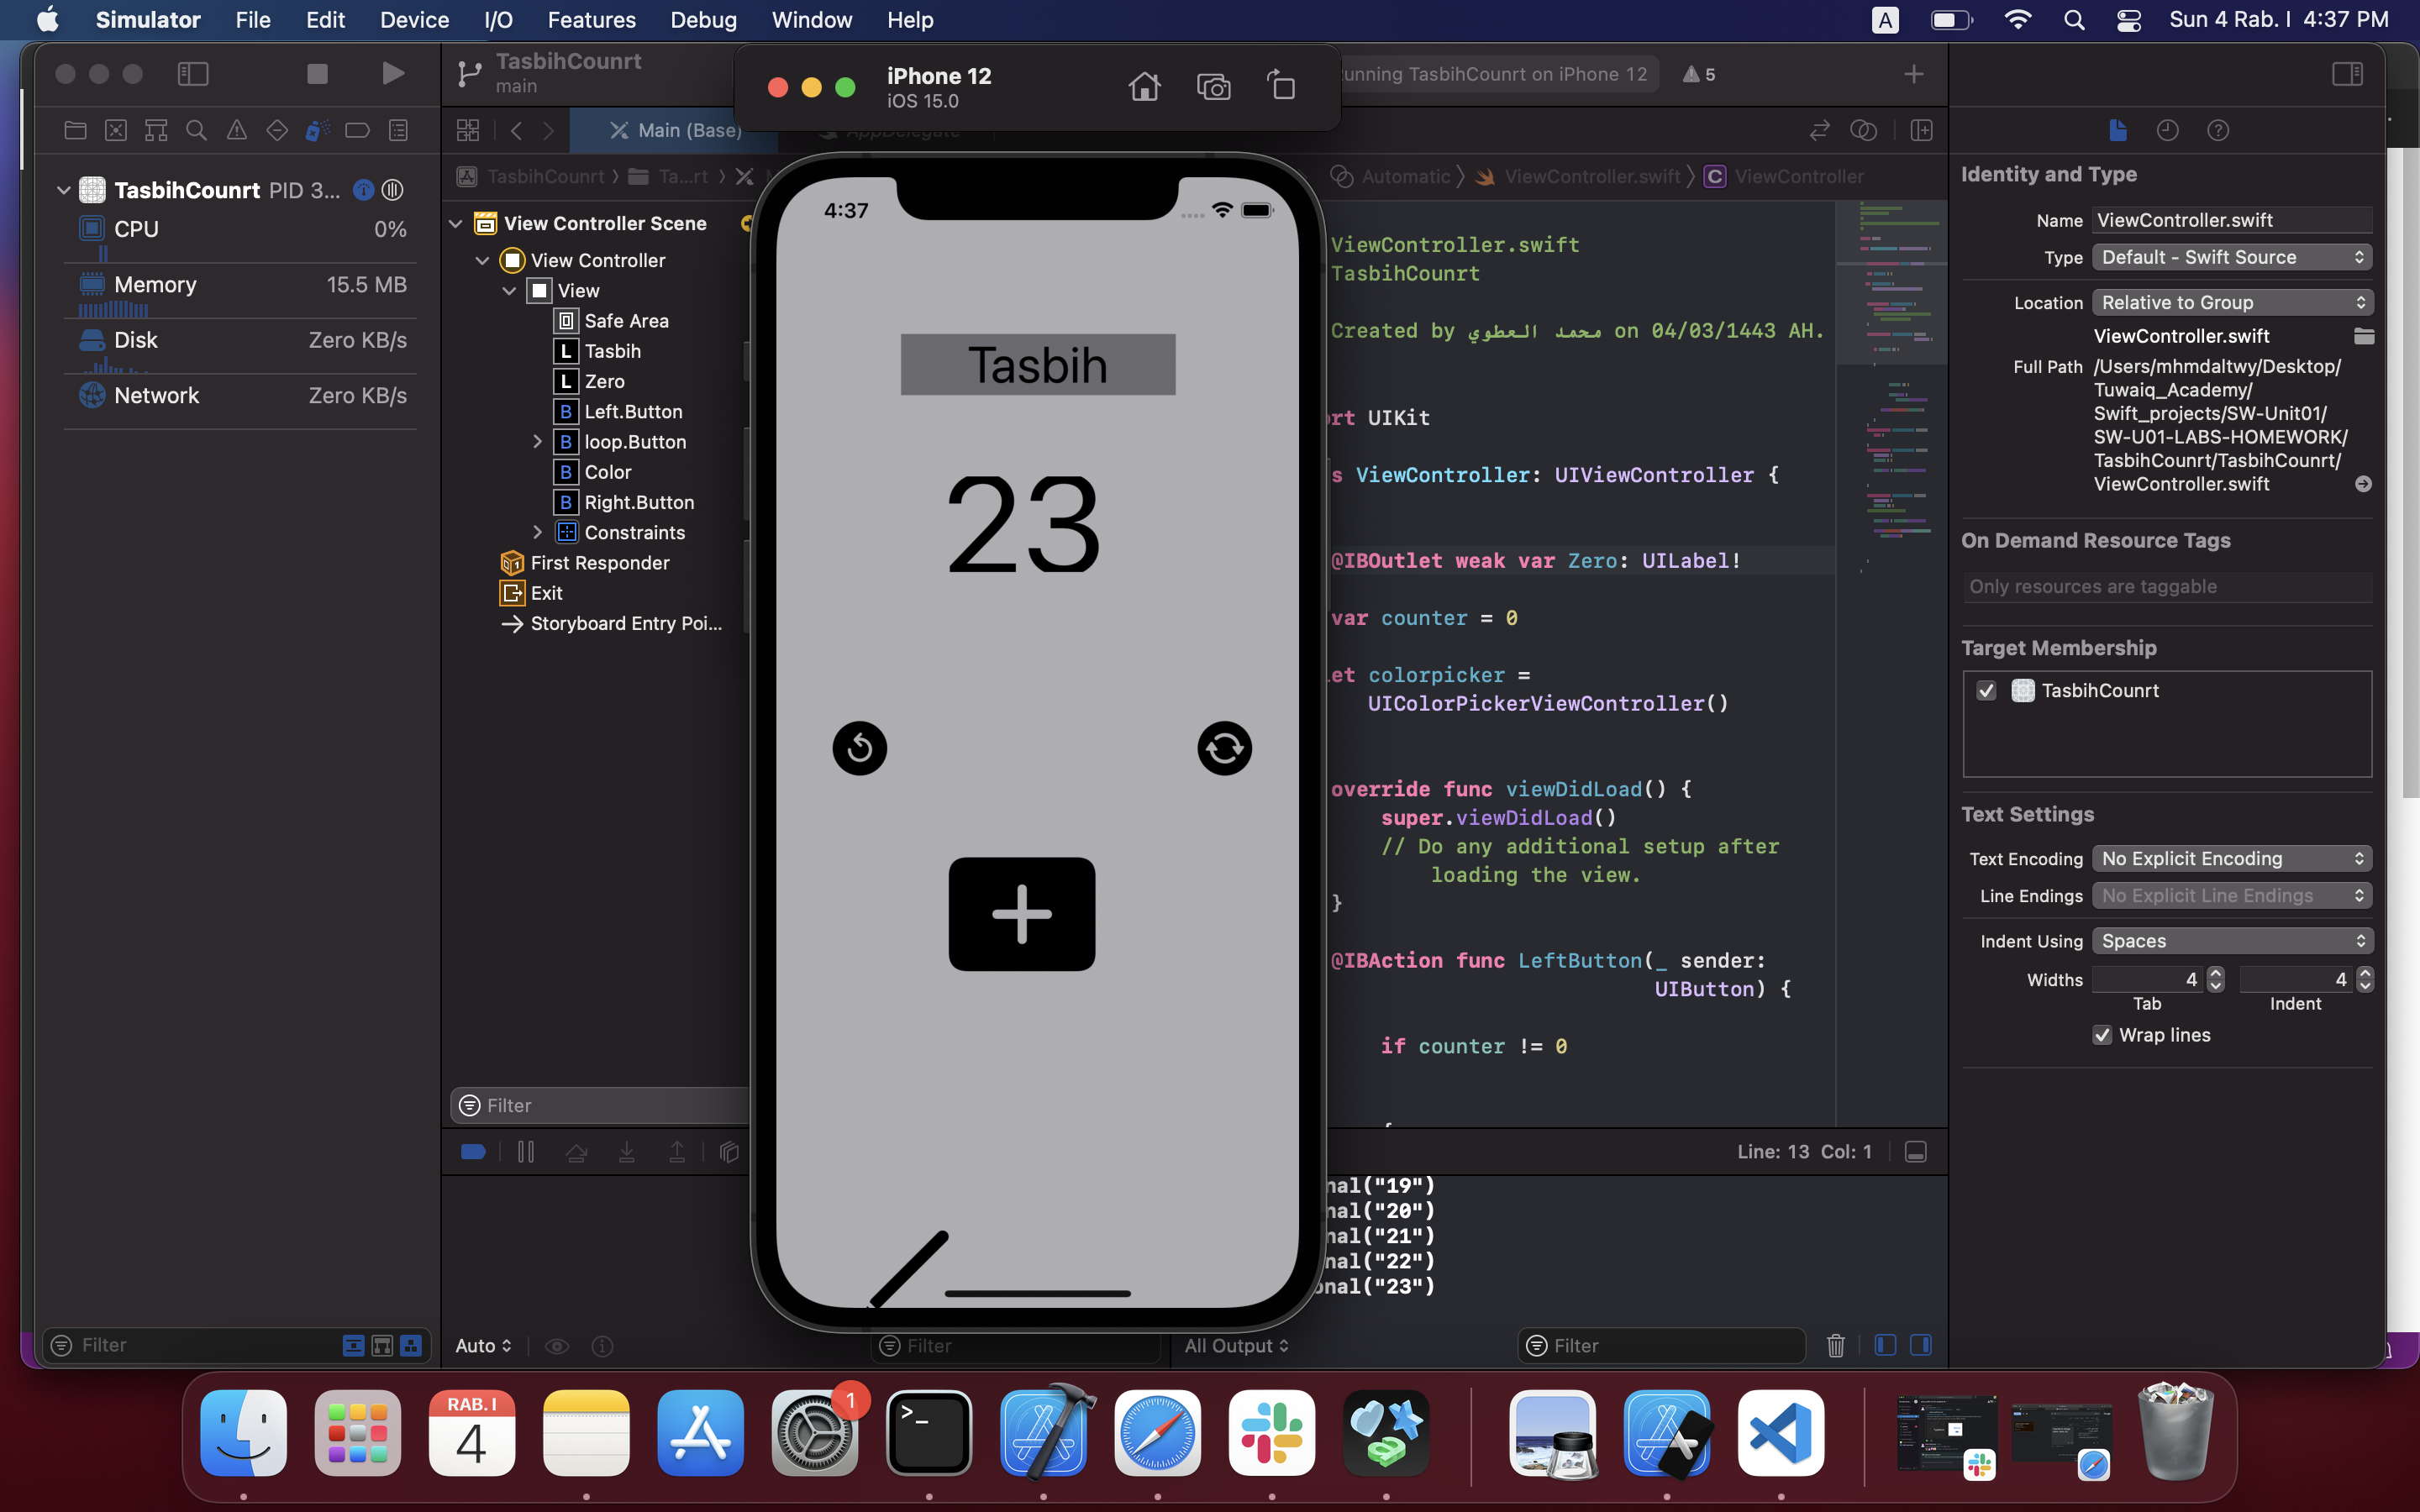 Simulator File Edit Device I/O Features Debug Window Help
A Sun 4 Rab. I 4:37 PM
TasbihCounrt
main
iPhone 12
iOS 15.0
unning TasbihCounrt on iPhone 12
5
Main (Base)
AppDelegate
TasbihCounrt PID 3...
CPU 0%
Memory 15.5 MB
Disk Zero KB/s
Network Zero KB/s
Filter
TasbihCounrt
Ta...rt
View Controller Scene
View Controller
View
Safe Area
L Tasbih
L Zero
B Left.Button
B loop.Button
B Color
B Right.Button
Constraints
First Responder
Exit
Storyboard Entry Poi...
Filter
4:37
Tasbih
23
Automatic
ViewController.swift
C ViewController
ViewController.swift
TasbihCounrt
Created by محمد العطوي on 04/03/1443 AH.
rt UIKit
s ViewController: UIViewController {
@IBOutlet weak var Zero: UILabel!
var counter = 0
et colorpicker =
UIColorPickerViewController()
override func viewDidLoad() {
super.viewDidLoad()
// Do any additional setup after
loading the view.
}
@IBAction func LeftButton(_ sender:
UIButton) {
if counter != 0
{
Line: 13 Col: 1
nal("19")
nal("20")
nal("21")
nal("22")
onal("23")
Auto
Filter
All Output
Filter
Identity and Type
Name ViewController.swift
Type Default - Swift Source
Location Relative to Group
ViewController.swift
Full Path /Users/mhmdaltwy/Desktop/
Tuwaiq_Academy/
Swift_projects/SW-Unit01/
SW-U01-LABS-HOMEWORK/
TasbihCounrt/TasbihCounrt/
ViewController.swift
On Demand Resource Tags
Only resources are taggable
Target Membership
TasbihCounrt
Text Settings
Text Encoding No Explicit Encoding
Line Endings No Explicit Line Endings
Indent Using Spaces
Widths 4 4
Tab Indent
Wrap lines
RAB. I
4
1
>_